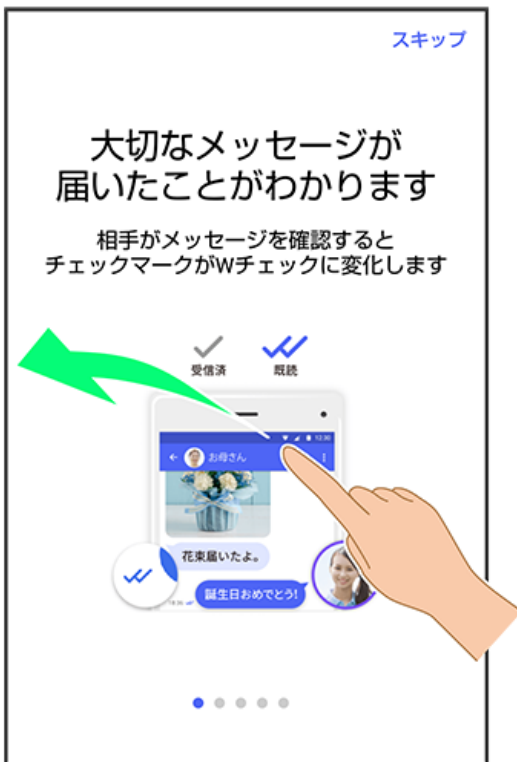 スキップ
大切なメッセージが
届いたことがわかります
相手がメッセージを確認すると
チェックマークがWチェックに変化します
受信済 既読
12:30
お母さん
花束届いたよ。
誕生日おめでとう!